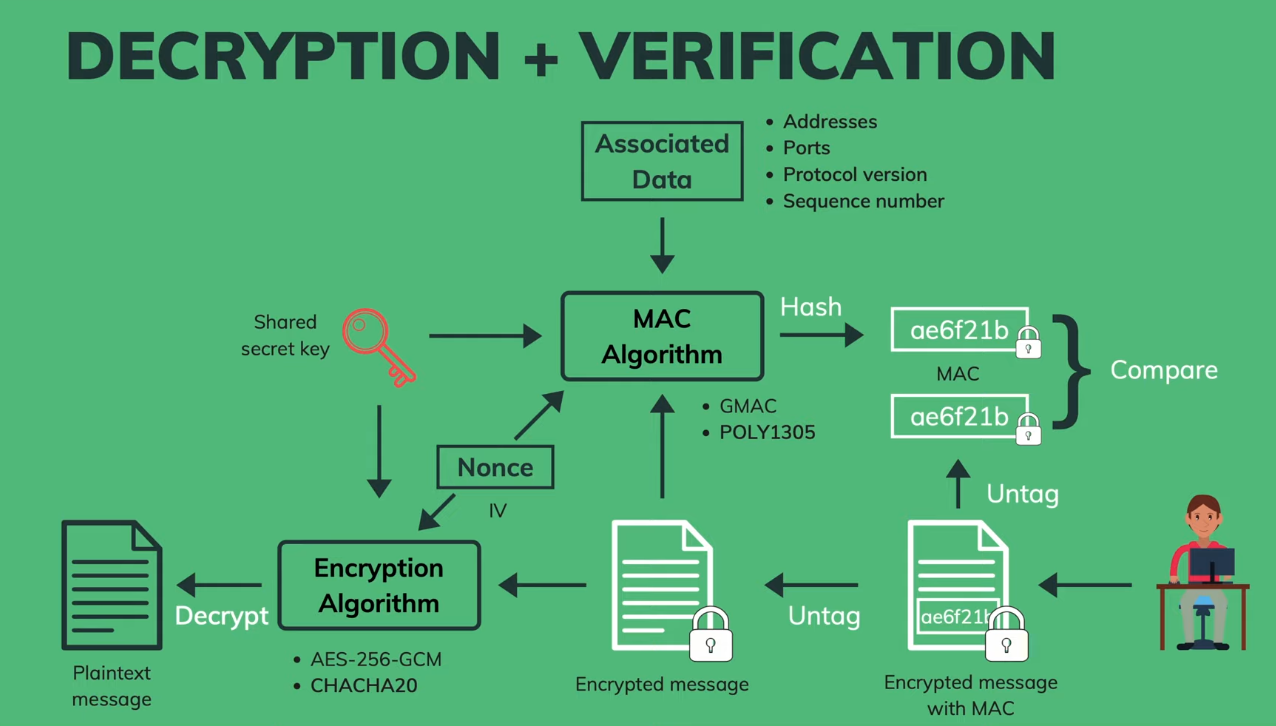 DECRYPTION + VERIFICATION
Associated
Data
• Addresses
• Ports
• Protocol version
• Sequence number
Shared
secret key
MAC
Algorithm
Hash
ae6f21b
MAC
ae6f21b
Compare
• GMAC
• POLY1305
Nonce
IV
Untag
Encryption
Algorithm
Decrypt
Untag
ae6f21b
Plaintext
message
• AES-256-GCM
• CHACHA20
Encrypted message
Encrypted message
with MAC